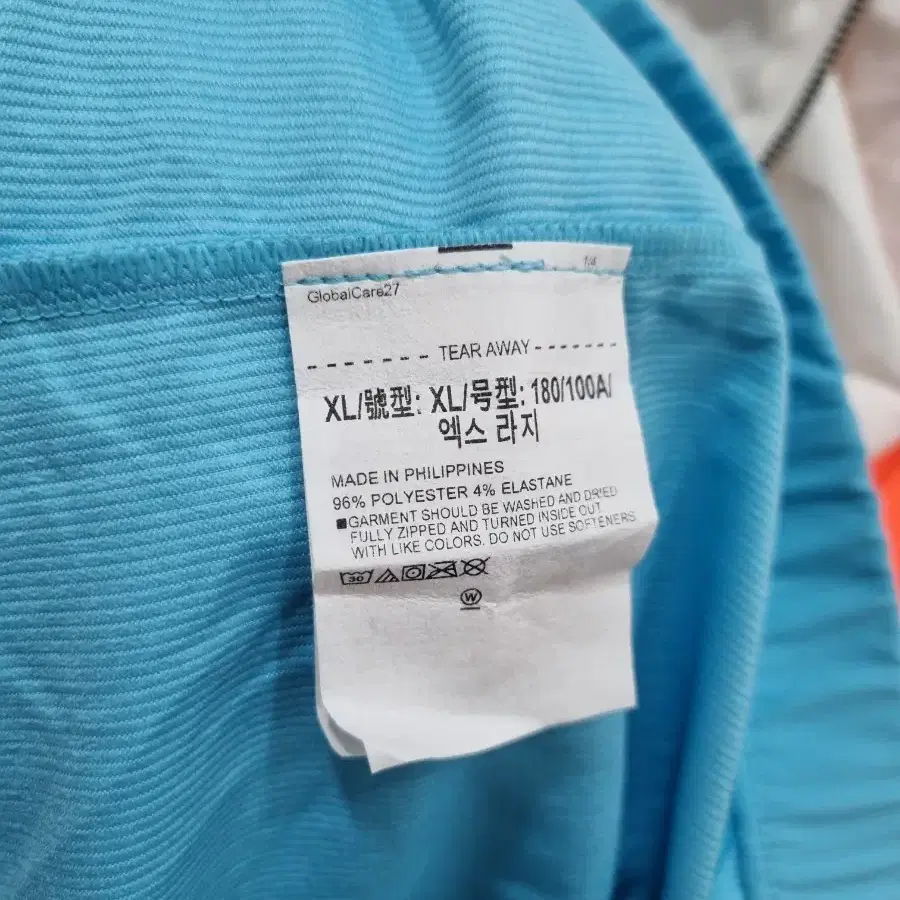 GlobalCare27
TEAR AWAY
XL/號型: XL/号型: 180/100A/
엑스 라지
MADE IN PHILIPPINES
96% POLYESTER 4% ELASTANE
■GARMENT SHOULD BE WASHED AND DRIED
FULLY ZIPPED AND TURNED INSIDE OUT
WITH LIKE COLORS. DO NOT USE SOFTENERS
30
W